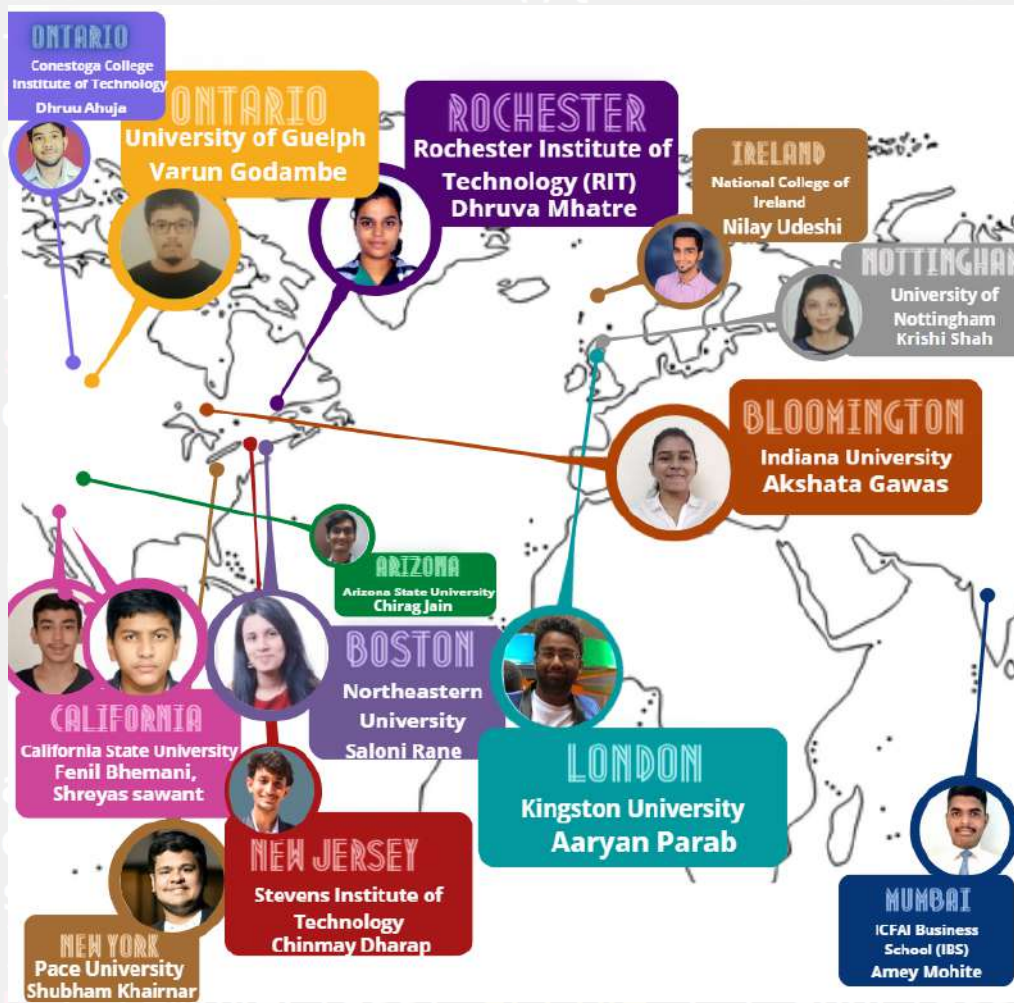 ONTARIO
Conestoga College
Institute of Technology
Dhruu Ahuja
ONTARIO
University of Guelph
Varun Godambe
ROCHESTER
Rochester Institute of
Technology (RIT)
Dhruva Mhatre
IRELAND
National College of
Ireland
Nilay Udeshi
NOTTINGHAM
University of
Nottingham
Krishi Shah
BLOOMINGTON
Indiana University
Akshata Gawas
ARIZONA
Arizona State University
Chirag Jain
BOSTON
Northeastern
University
Saloni Rane
CALIFORNIA
California State University
Fenil Bhemani,
Shreyas sawant
LONDON
Kingston University
Aaryan Parab
NEW JERSEY
Stevens Institute of
Technology
Chinmay Dharap
MUMBAI
ICFAI Business
School (IBS)
Amey Mohite
NEW YORK
Pace University
Shubham Khairnar